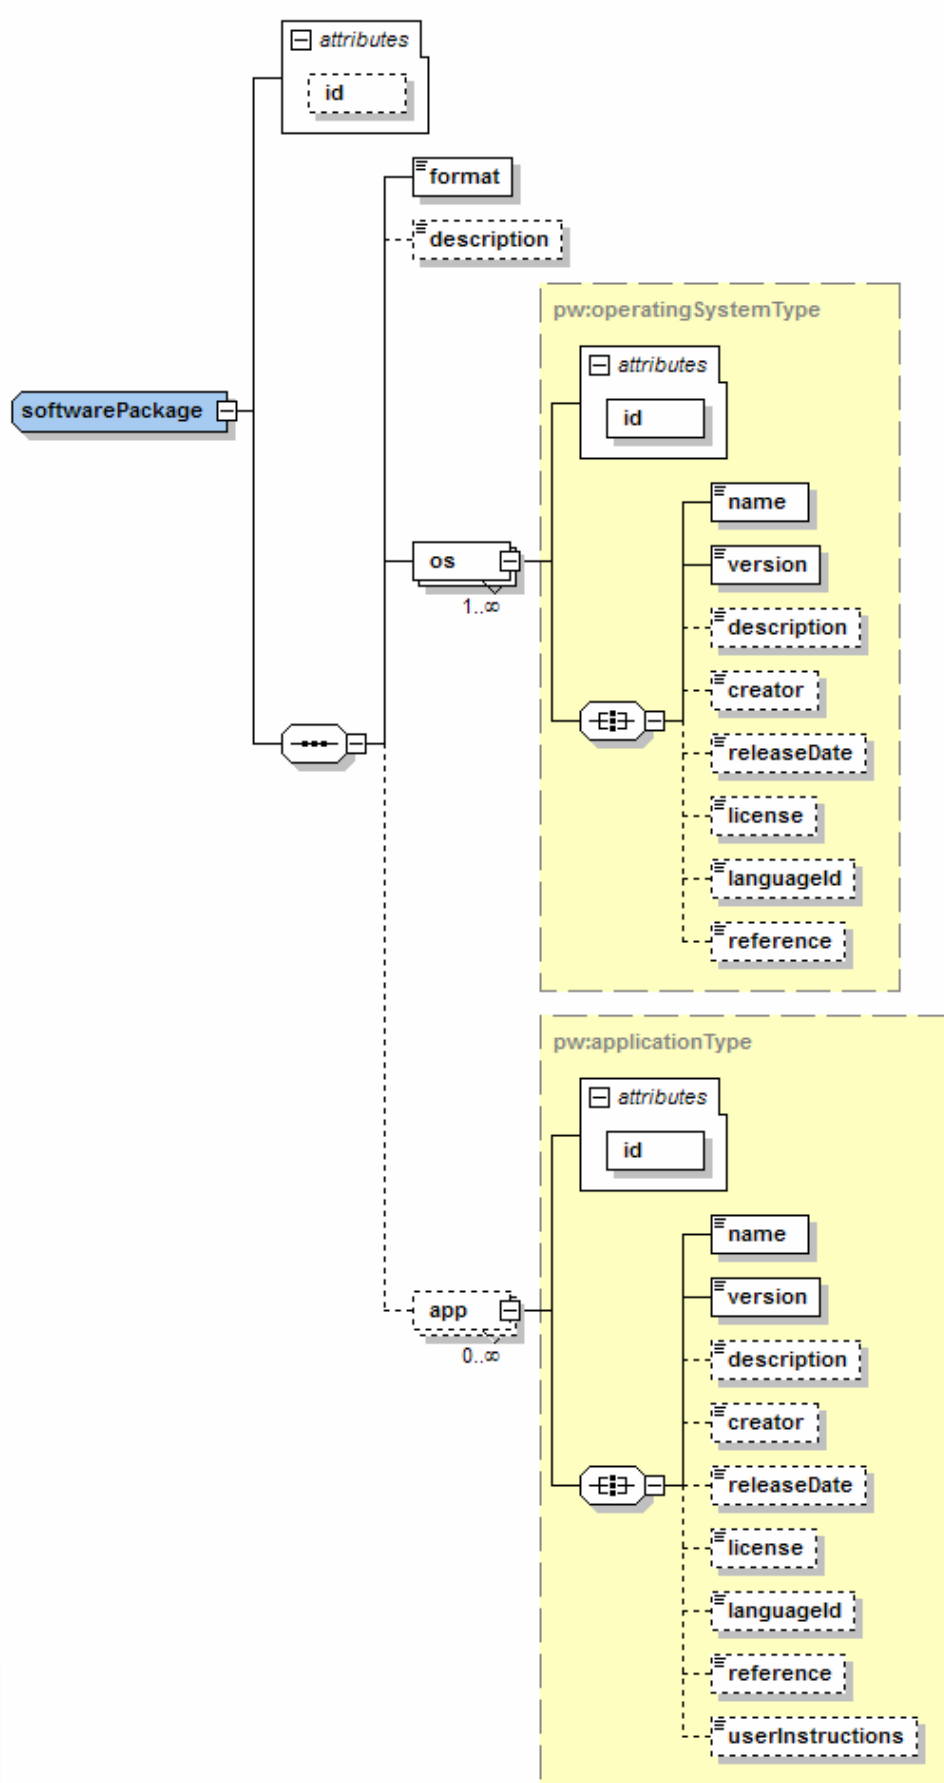 attributes
id
format
description
pw:operatingSystemType
attributes
id
softwarePackage
name
version
os
1..∞
description
creator
releaseDate
license
languageId
reference
pw:applicationType
attributes
id
name
version
app
0..∞
description
creator
releaseDate
license
languageId
reference
userInstructions